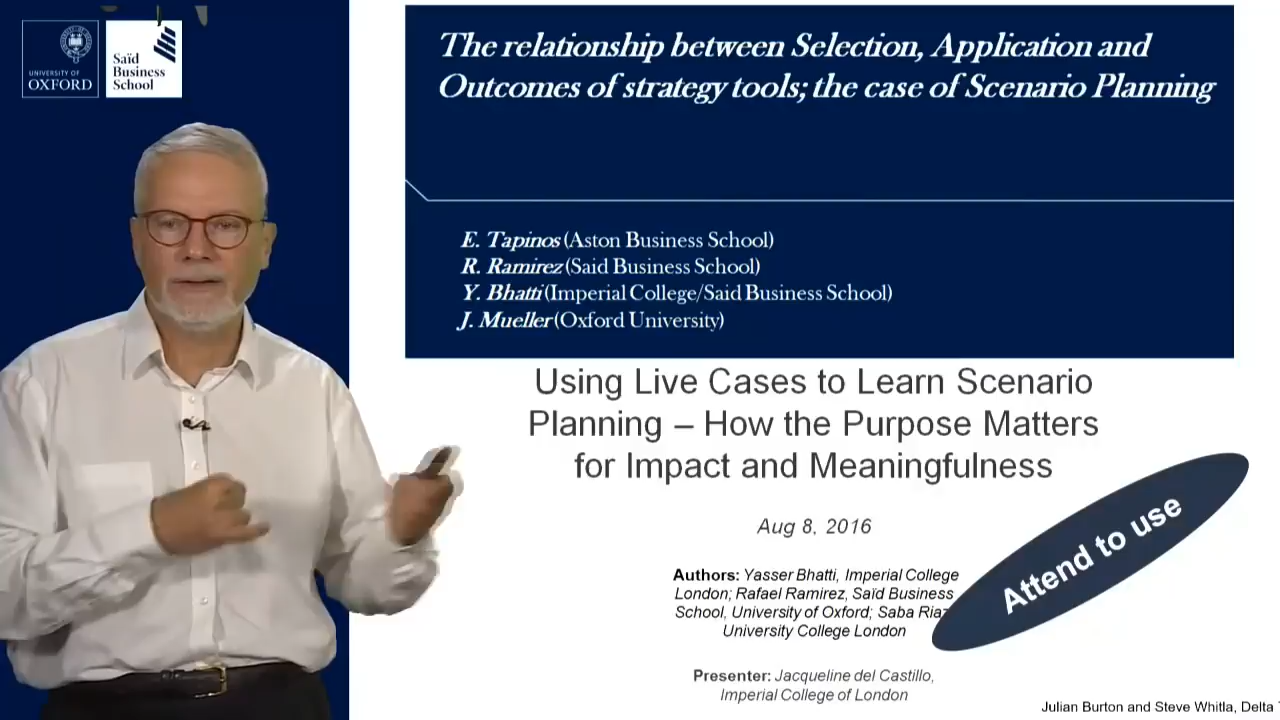 UNIVERSITY OF
OXFORD
Saïd
Business
School
The relationship between Selection, Application and
Outcomes of strategy tools; the case of Scenario Planning
E. Tapinos (Aston Business School)
R. Ramirez (Said Business School)
Y. Bhatti (Imperial College/Said Business School)
J. Mueller (Oxford University)
Using Live Cases to Learn Scenario
Planning – How the Purpose Matters
for Impact and Meaningfulness
Aug 8, 2016
Authors: Yasser Bhatti, Imperial College
London; Rafael Ramirez, Saïd Business
School, University of Oxford; Saba Riaz
University College London
Attend to use
Presenter: Jacqueline del Castillo,
Imperial College of London
Julian Burton and Steve Whitla, Delta